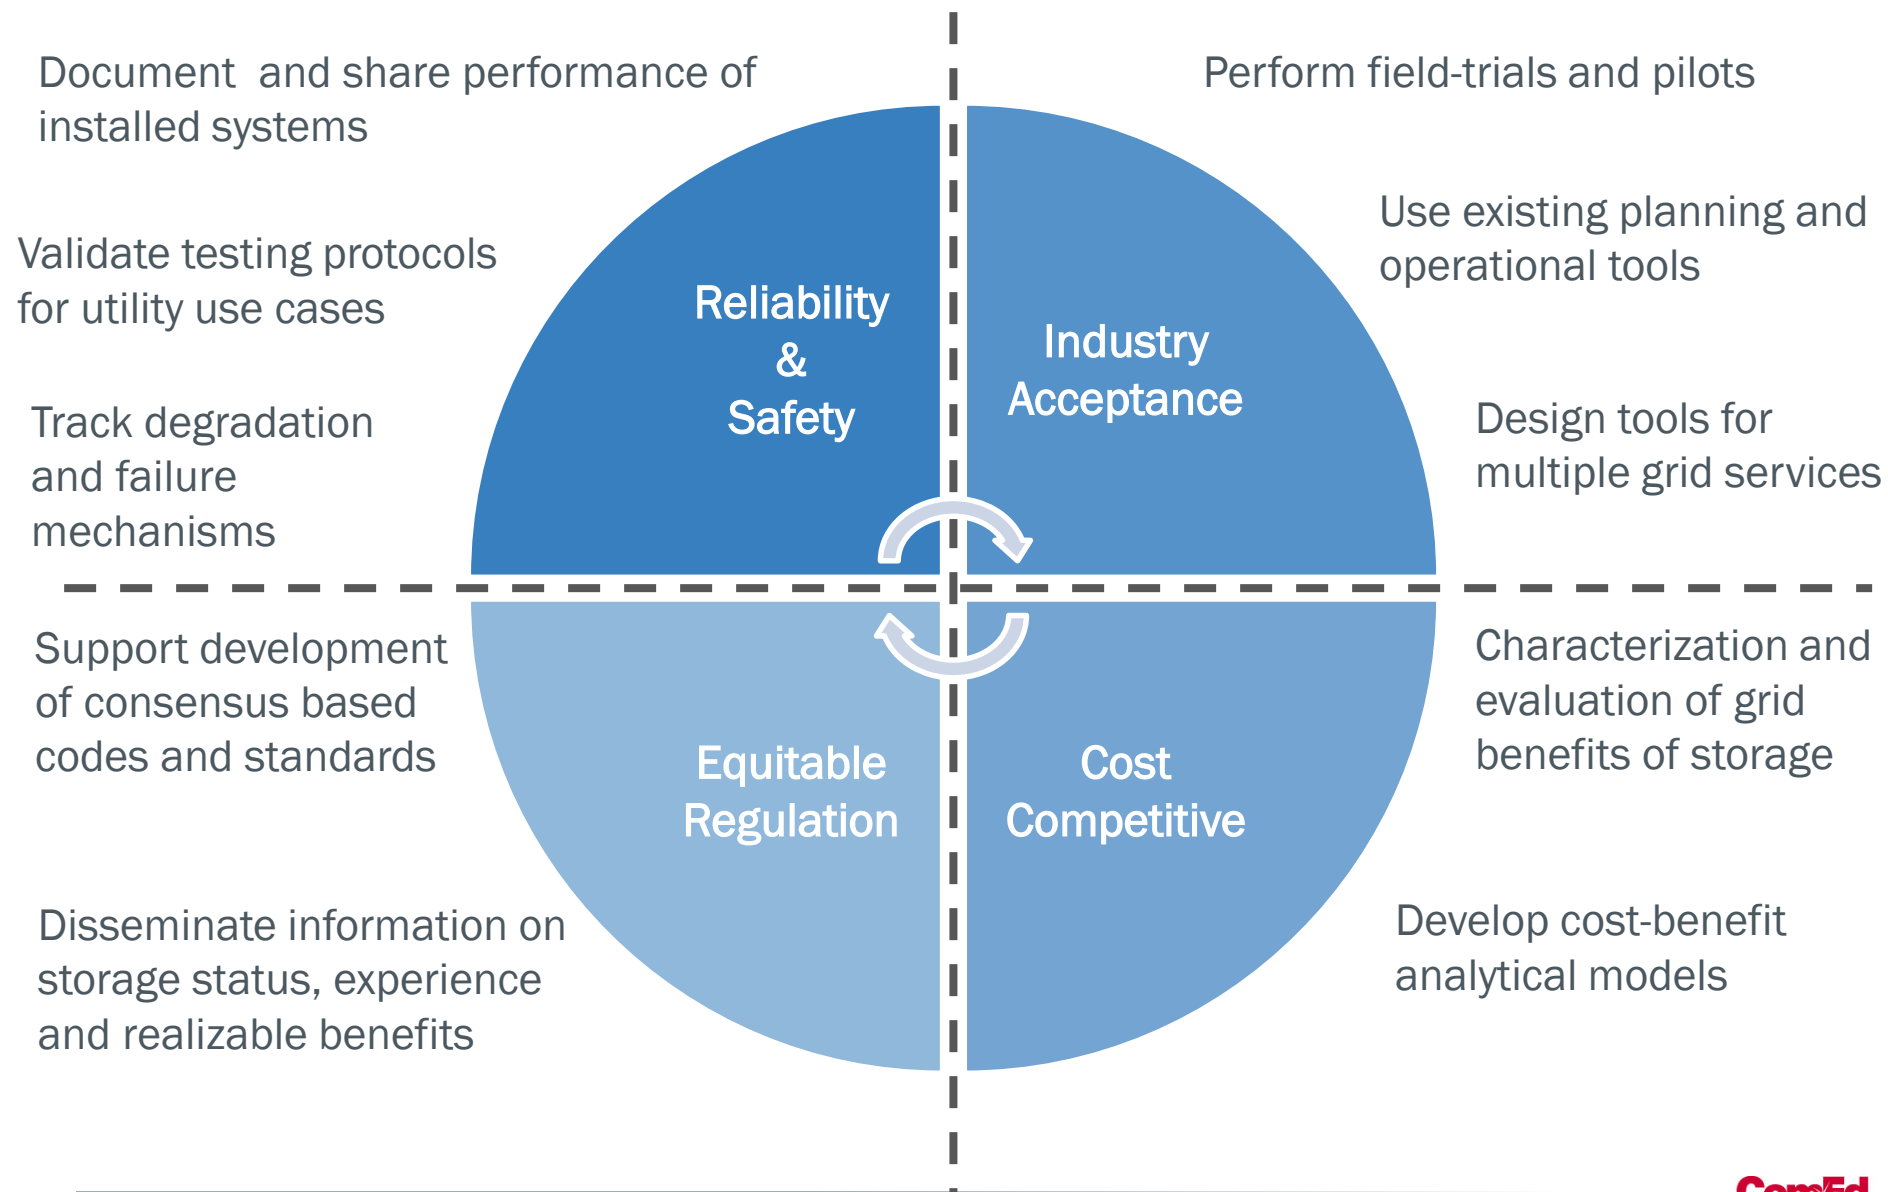 Document  and share performance of
installed systems
Validate testing protocols
for utility use cases
Track degradation
and failure
mechanisms
Reliability
&
Safety
Perform field-trials and pilots
Use existing planning and
operational tools
Design tools for
multiple grid services
Industry
Acceptance
Support development
of consensus based
codes and standards
Disseminate information on
storage status, experience
and realizable benefits
Equitable
Regulation
Cost
Competitive
Characterization and
evaluation of grid
benefits of storage
Develop cost-benefit
analytical models
ComEd